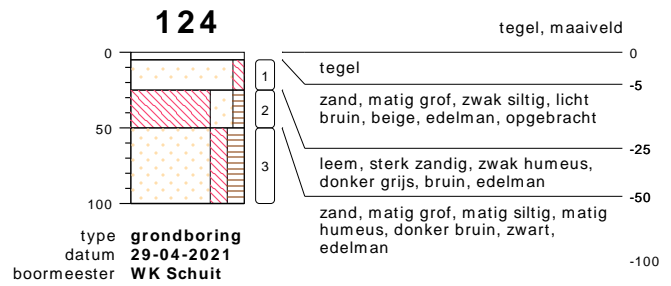 124
tegel, maaiveld
0
0
tegel
-5
1
zand, matig grof, zwak siltig, licht
bruin, beige, edelman, opgebracht
2
-25
50
leem, sterk zandig, zwak humeus,
donker grijs, bruin, edelman
3
-50
zand, matig grof, matig siltig, matig
humeus, donker bruin, zwart,
edelman
100
-100
type grondboring
datum 29-04-2021
boormeester WK Schuit